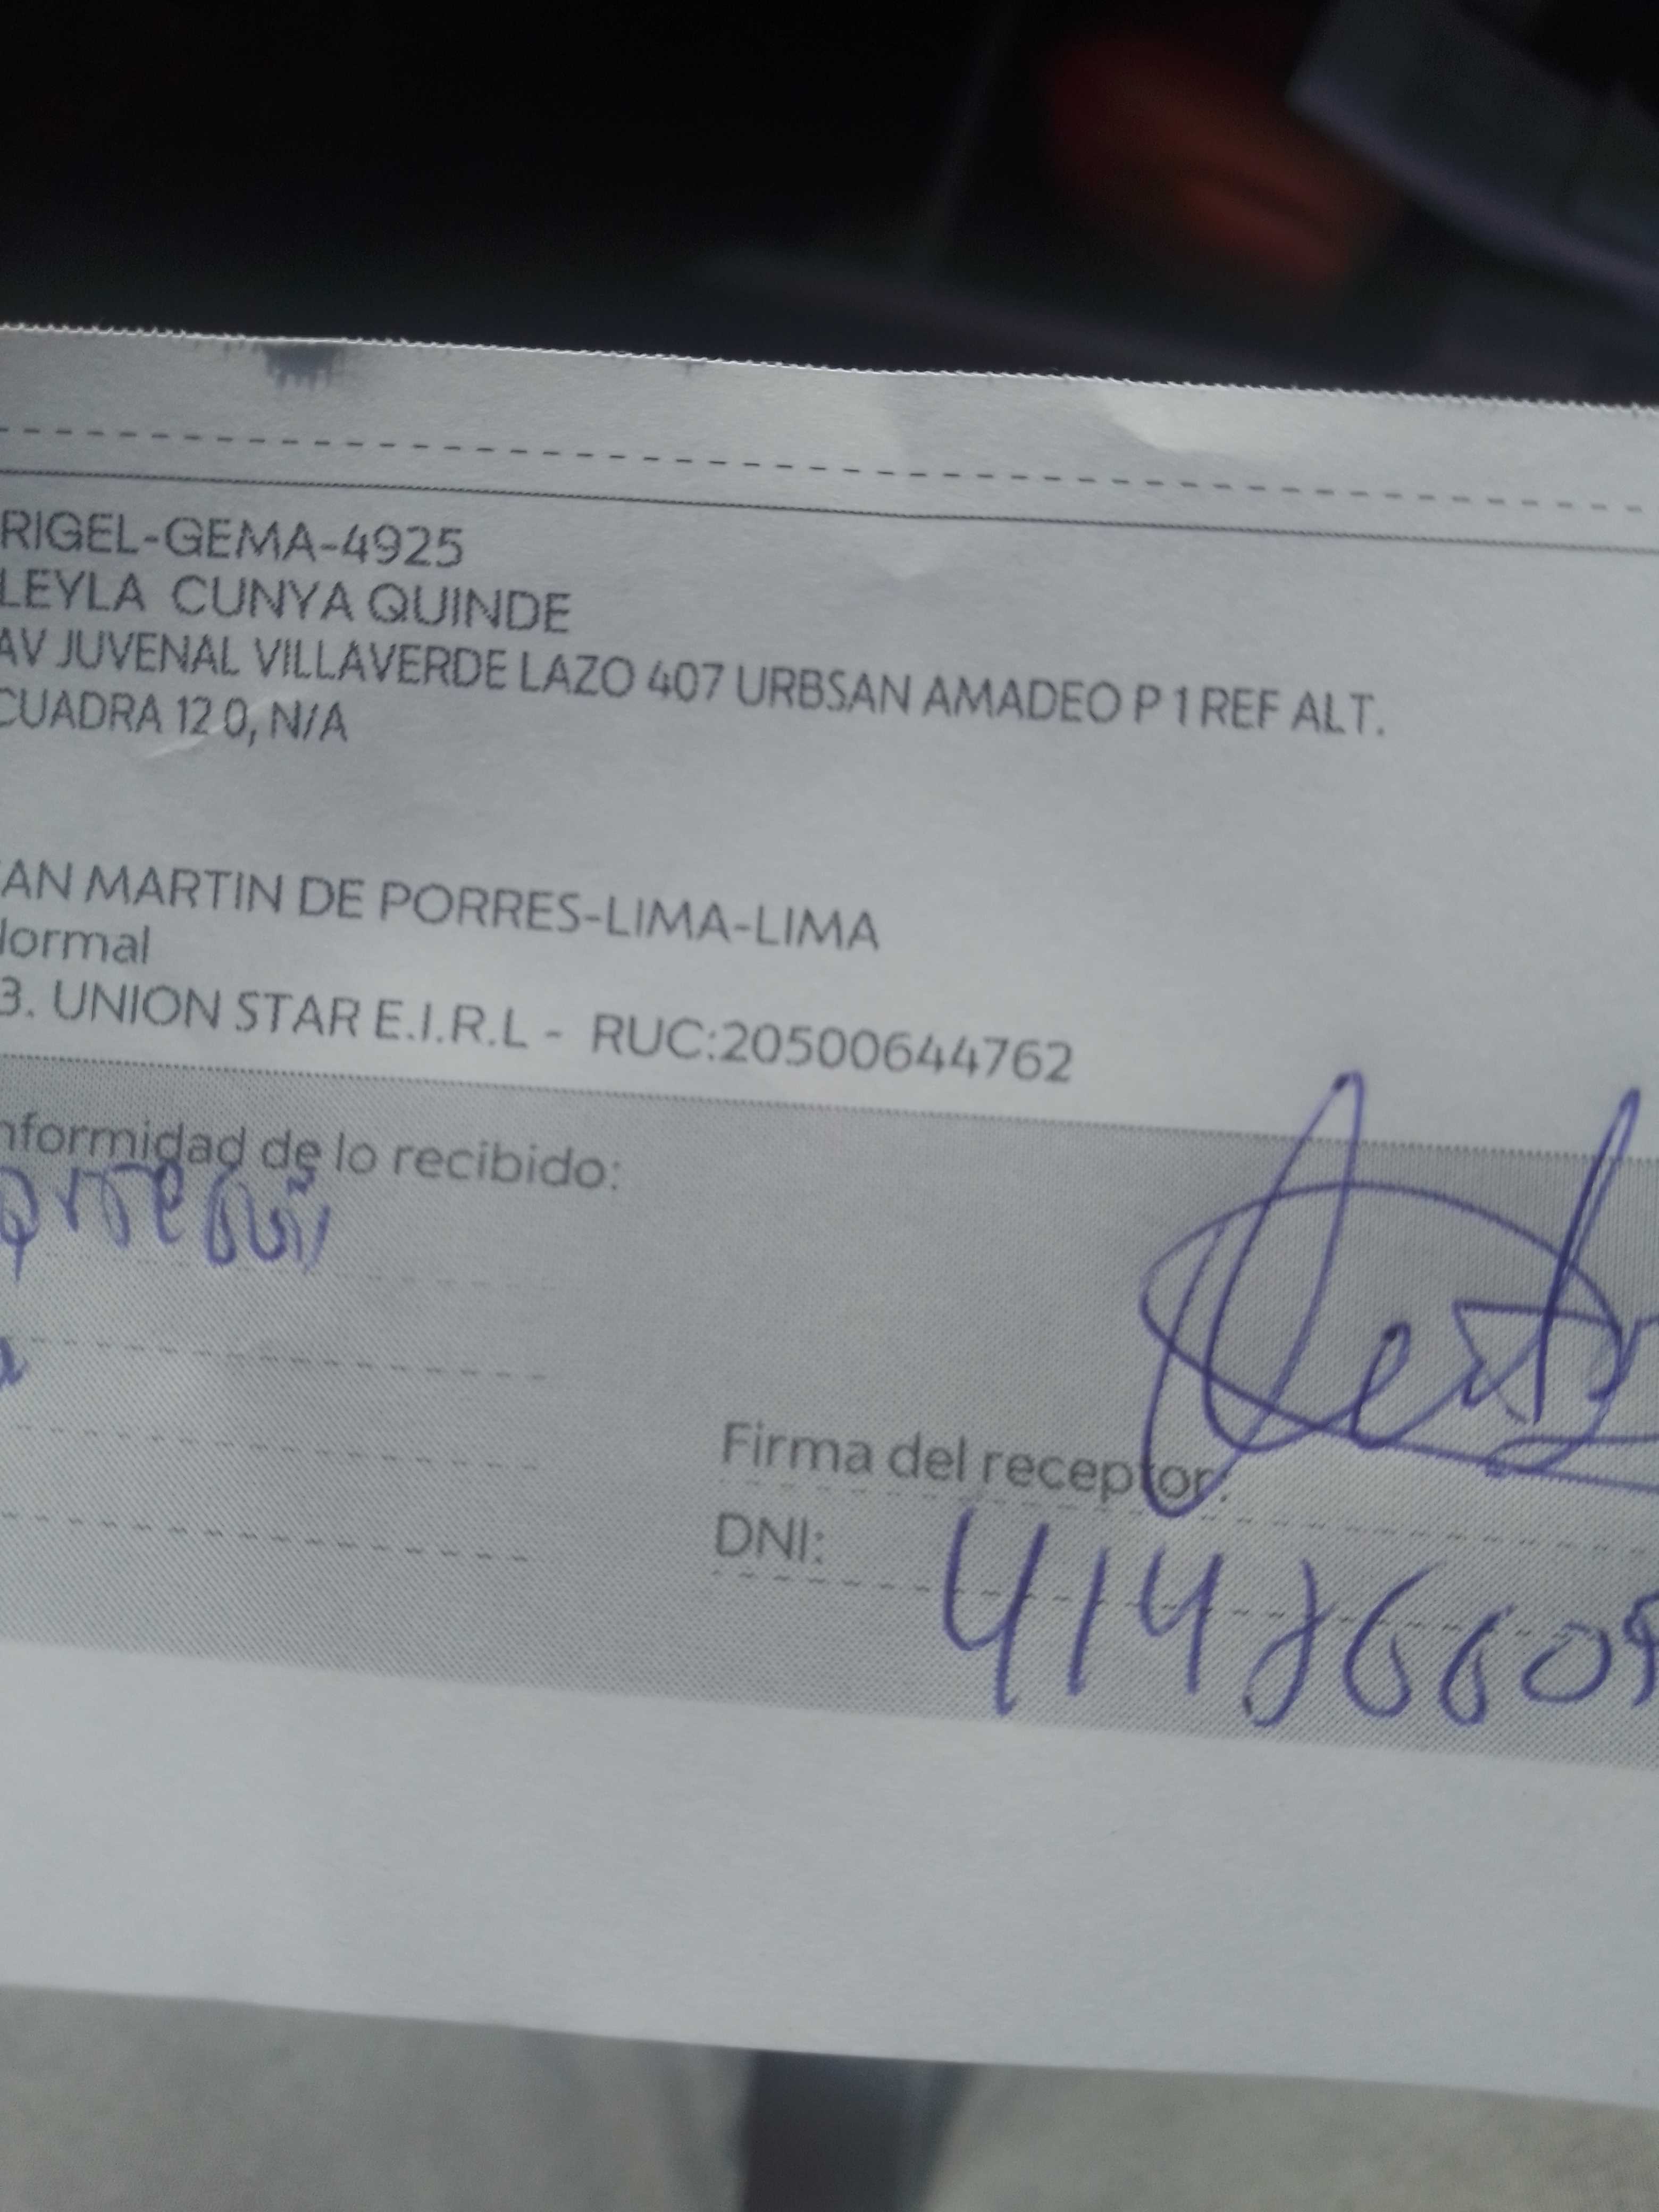 RIGEL-GEMA-4925
LEYLA CUNYA QUINDE
AV JUVENAL VILLAVERDE LAZO 407 URBSAN AMADEO P 1 REF ALT.
CUADRA 12 0, N/A
AN MARTIN DE PORRES-LIMA-LIMA
ormal
3. UNION STAR E.I.R.L - RUC:20500644762
nformidad de lo recibido:
Firma del receptor:
DNI: